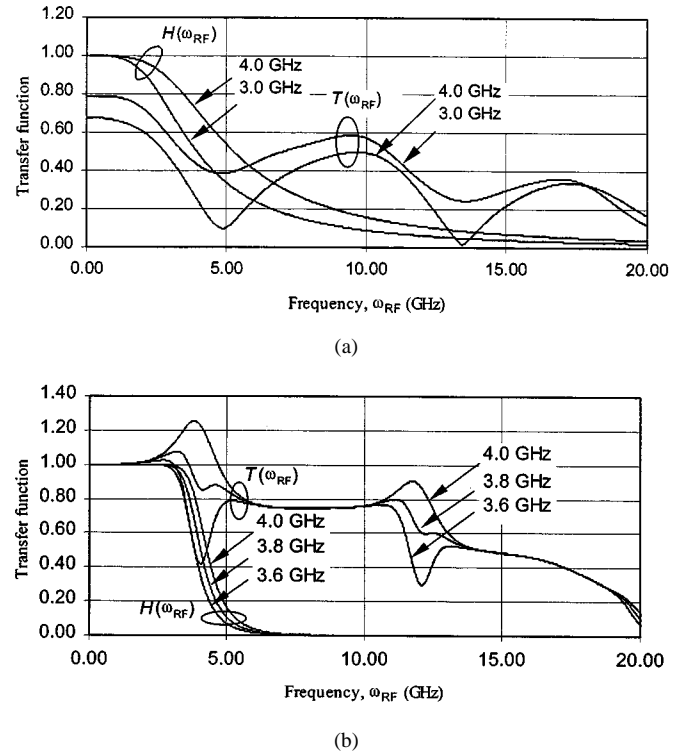 H(ωRF)
4.0 GHz
3.0 GHz
T(ωRF)
4.0 GHz
3.0 GHz
Transfer function
1.20
1.00
0.80
0.60
0.40
0.20
0.00
0.00 5.00 10.00 15.00 20.00
Frequency, ωRF (GHz)
(a)
Transfer function
1.40
1.20
1.00
0.80
0.60
0.40
0.20
0.00
4.0 GHz
3.8 GHz
3.6 GHz
T(ωRF)
4.0 GHz
3.8 GHz
3.6 GHz
H(ωRF)
0.00 5.00 10.00 15.00 20.00
Frequency, ωRF (GHz)
(b)